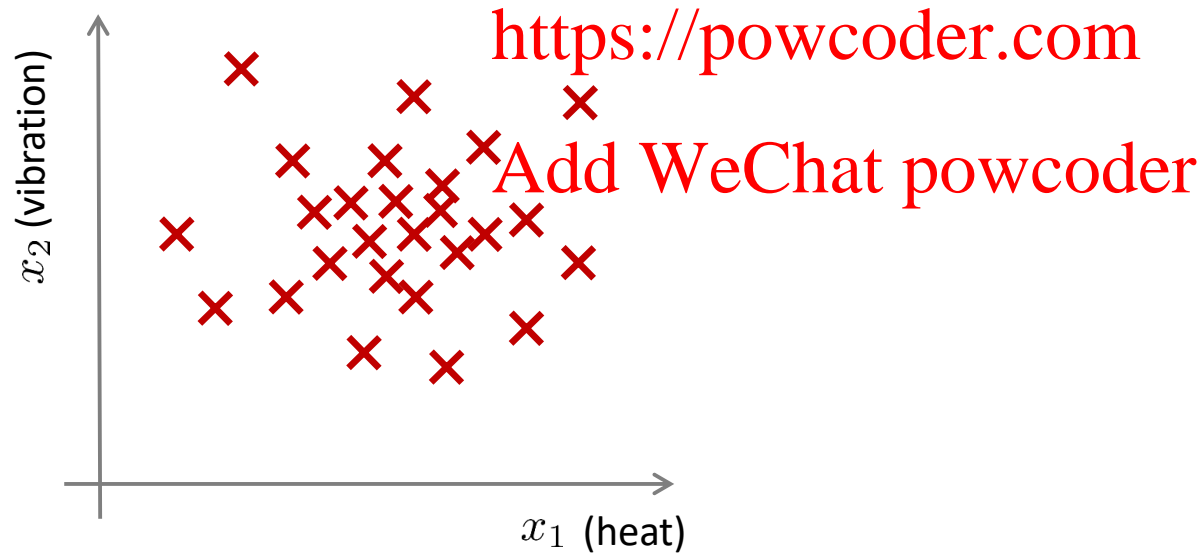 https://powcoder.com
Add WeChat powcoder
x₂ (vibration)
x₁ (heat)